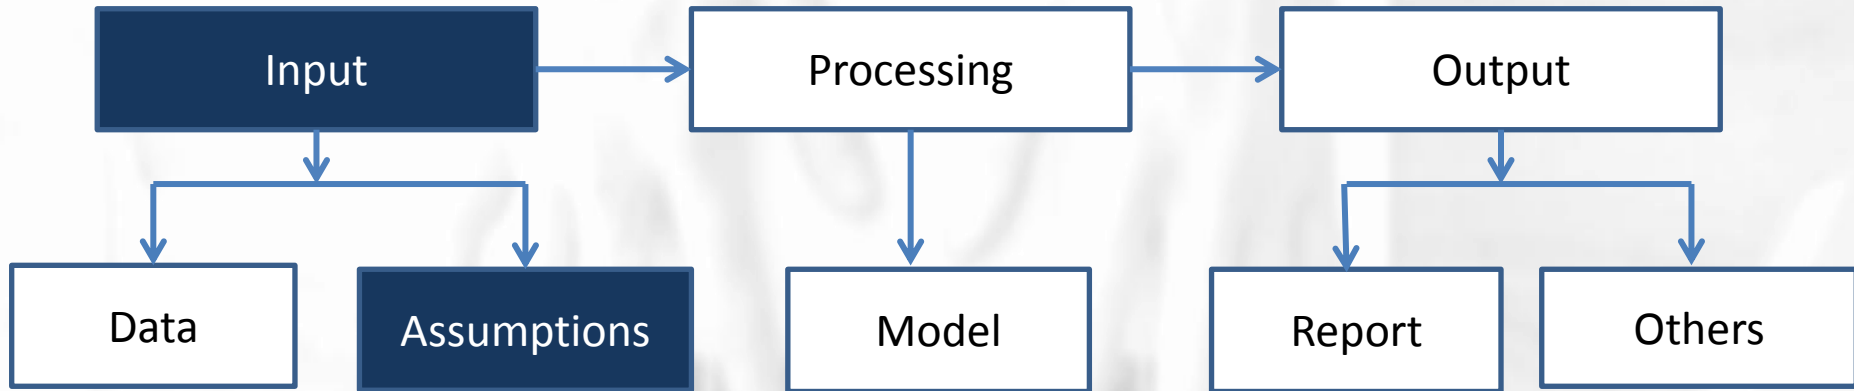 Input
Processing
Output
Data
Assumptions
Model
Report
Others